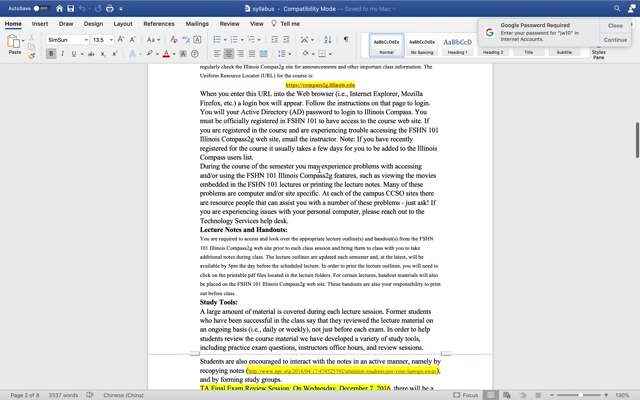 AutoSave OFF
syllabus - Compatibility Mode — Saved to my Mac
Home Insert Draw Design Layout References Mailings Review View Tell me
Google Password Required
Enter your password for "jw10" in
Internet Accounts.
Close
Continue
Paste
SimSun 13.5
B I U
AaBbCcDdEe AaBbCcDdEe AaBbCcD
Normal No Spacing Heading 1 Heading 2 Title Subtitle Styles
Pane
regularly check the Illinois Compass2g site for announcements and other important class information. The
Uniform Resource Locator (URL) for the course is:
https://compass2g.illinois.edu
When you enter this URL into the Web browser (i.e., Internet Explorer, Mozilla
Firefox, etc.) a login box will appear. Follow the instructions on that page to login.
You will your Active Directory (AD) password to login to Illinois Compass. You
must be officially registered in FSHN 101 to have access to the course web site. If
you are registered in the course and are experiencing trouble accessing the FSHN
101 Illinois Compass2g web site, email the instructor. Note: If you have recently
registered for the course it usually takes a few days for you to be added to the Illinois
Compass users list.
During the course of the semester you may experience problems with accessing
and/or using the FSHN 101 Illinois Compass2g features, such as viewing the movies
embedded in the FSHN 101 lectures or printing the lecture notes. Many of these
problems are computer and/or site specific. At each of the campus CCSO sites there
are resource people that can assist you with a number of these problems - just ask! If
you are experiencing issues with your personal computer, please reach out to the
Technology Services help desk.
Lecture Notes and Handouts:
You are required to access and look over the appropriate lecture outline(s) and handout(s) from the FSHN
101 Illinois Compass2g web site prior to each class session and bring them to class with you to take
additional notes during class. The lecture outlines are updated each semester and, at the latest, will be
available by 5pm the day before the scheduled lecture. In order to print the lecture outlines, you will need to
click on the printable pdf files located in the lecture folders. For certain lectures, handout materials will also
be placed on the FSHN 101 Illinois Compass2g web site. These handouts are also your responsibility to print
out before class.
Study Tools:
A large amount of material is covered during each lecture session. Former students
who have been successful in the class say that they reviewed the lecture material on
an ongoing basis (i.e., daily or weekly), not just before each exam. In order to help
students review the course material we have developed a variety of study tools,
including practice exam questions, instructors office hours, and review sessions.
Students are also encouraged to interact with the notes in an active manner, namely by
recopying notes (http://www.npr.org/2016/04/17/474525392/attention-students-put-your-laptops-away),
and by forming study groups.
TA Final Exam Review Session: On Wednesday, December 7, 2016, there will be a
Page 2 of 8 3337 words Chinese (China) Focus 130%